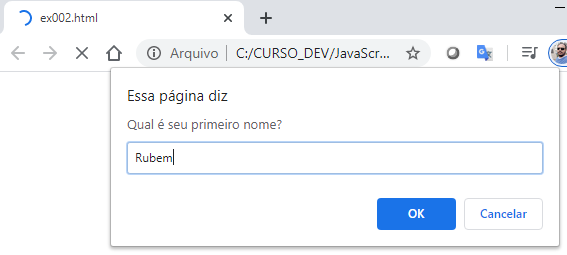 ex002.html
Arquivo | C:/CURSO_DEV/JavaScr...
Essa página diz
Qual é seu primeiro nome?
Rubem
OK Cancelar